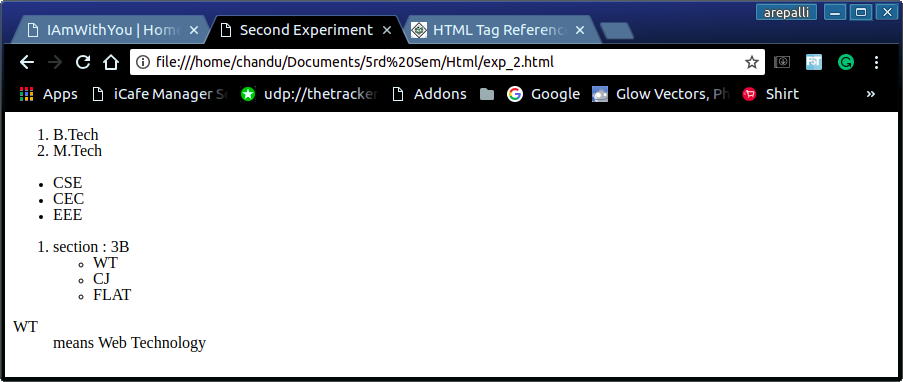 arepalli
IAmWithYou | Home
Second Experiment
HTML Tag Reference
file:///home/chandu/Documents/5rd%20Sem/Html/exp_2.html
Apps
iCafe Manager Se
udp://thetracker
Addons
Google
Glow Vectors, Ph
Shirt
»
1. B.Tech
2. M.Tech
• CSE
• CEC
• EEE
1. section : 3B
◦ WT
◦ CJ
◦ FLAT
WT
means Web Technology